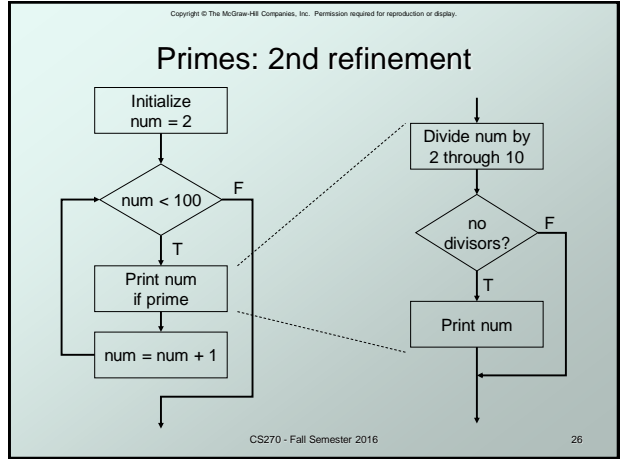 Copyright © The McGraw-Hill Companies, Inc. Permission required for reproduction or display.
Primes: 2nd refinement
Initialize
num = 2
num < 100
F
T
Print num
if prime
num = num + 1
Divide num by
2 through 10
no
divisors?
F
T
Print num
CS270 - Fall Semester 2016
26